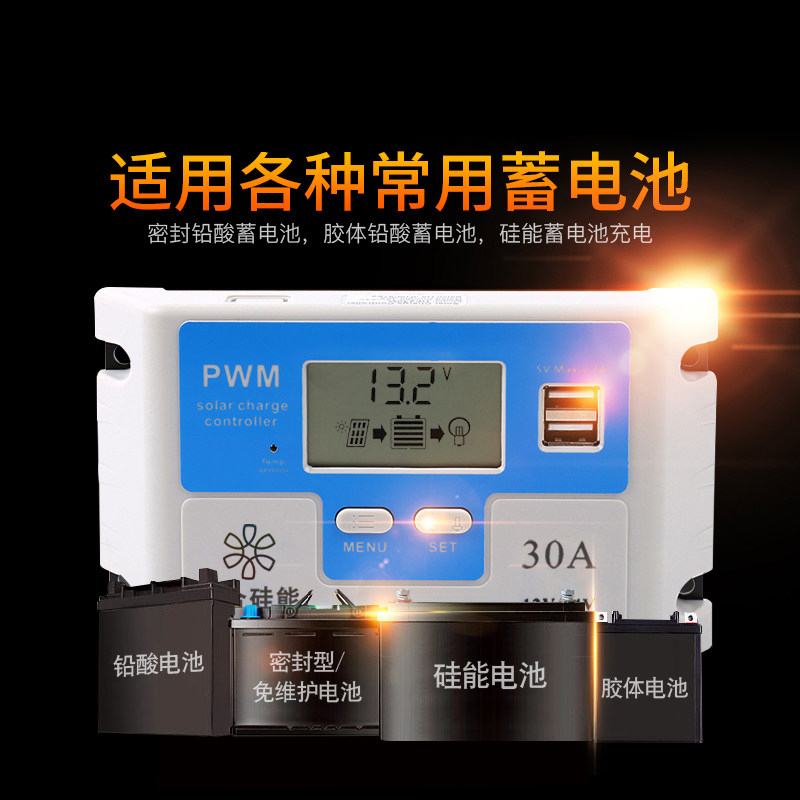 适用各种常用蓄电池
密封铅酸蓄电池，胶体铅酸蓄电池，硅能蓄电池充电
PWM
solar charge
controller
13.2 V
MENU
SET
30A
硅能
铅酸电池
密封型/
免维护电池
硅能电池
胶体电池